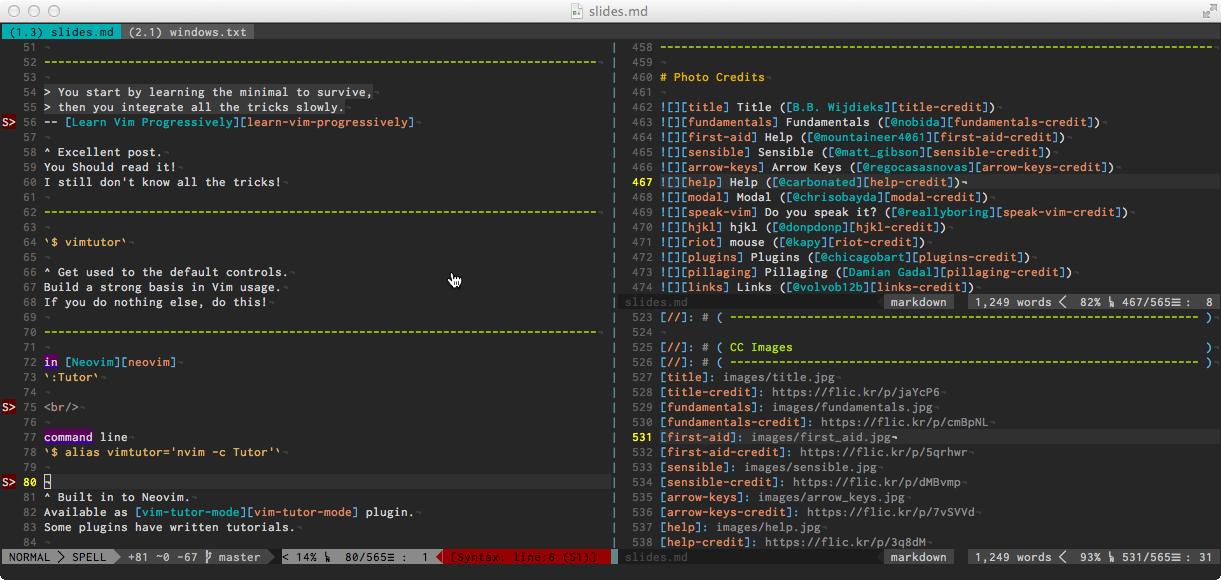 slides.md
(1.3) slides.md (2.1) windows.txt
51 ¬
52 -------------------------------------------------------------------------------- ¬
53 ¬
54 > You start by learning the minimal to survive,
55 > then you integrate all the tricks slowly.¬
S> 56 -- [Learn Vim Progressively][learn-vim-progressively]¬
57 ¬
58 ^ Excellent post.¬
59 You Should read it!¬
60 I still don't know all the tricks!¬
61 ¬
62 -------------------------------------------------------------------------------- ¬
63 ¬
64 `$ vimtutor`¬
65 ¬
66 ^ Get used to the default controls.¬
67 Build a strong basis in Vim usage.¬
68 If you do nothing else, do this!¬
69 ¬
70 -------------------------------------------------------------------------------- ¬
71 ¬
72 in [Neovim][neovim]¬
73 `:Tutor`¬
74 ¬
S> 75 <br/>¬
76 ¬
77 command line¬
78 `$ alias vimtutor='nvim -c Tutor'`¬
79 ¬
S> 80 ¬
81 ^ Built in to Neovim.¬
82 Available as [vim-tutor-mode][vim-tutor-mode] plugin.¬
83 Some plugins have written tutorials.¬
84 ¬
NORMAL > SPELL +81 ~0 -67 master < 14% 80/565 : 1 [Syntax: line:6 (51)]
458 -------------------------------------------------------------------------------- ¬
459 ¬
460 # Photo Credits¬
461 ¬
462 ![][title] Title ([B.B. Wijdieks][title-credit])¬
463 ![][fundamentals] Fundamentals ([@nobida][fundamentals-credit])¬
464 ![][first-aid] Help ([@mountaineer4061][first-aid-credit])¬
465 ![][sensible] Sensible ([@matt_gibson][sensible-credit])¬
466 ![][arrow-keys] Arrow Keys ([@regocasasnovas][arrow-keys-credit])¬
467 ![][help] Help ([@carbonated][help-credit])¬
468 ![][modal] Modal ([@chrisobayda][modal-credit])¬
469 ![][speak-vim] Do you speak it? ([@reallyboring][speak-vim-credit])¬
470 ![][hjkl] hjkl ([@donpdonp][hjkl-credit])¬
471 ![][riot] mouse ([@kapy][riot-credit])¬
472 ![][plugins] Plugins ([@chicagobart][plugins-credit])¬
473 ![][pillaging] Pillaging ([Damian Gadal][pillaging-credit])¬
474 ![][links] Links ([@volvob12b][links-credit])¬
slides.md markdown 1,249 words < 82% 467/565 : 8
523 [//]: # ( -------------------------------------------------------------------- )
524 ¬
525 [//]: # ( CC Images )
526 [//]: # ( -------------------------------------------------------------------- )
527 [title]: images/title.jpg¬
528 [title-credit]: https://flic.kr/p/jaYcP6¬
529 [fundamentals]: images/fundamentals.jpg¬
530 [fundamentals-credit]: https://flic.kr/p/cmBpNL¬
531 [first-aid]: images/first_aid.jpg¬
532 [first-aid-credit]: https://flic.kr/p/5qrhwr¬
533 [sensible]: images/sensible.jpg¬
534 [sensible-credit]: https://flic.kr/p/dMBvmp¬
535 [arrow-keys]: images/arrow_keys.jpg¬
536 [arrow-keys-credit]: https://flic.kr/p/7vSVVd¬
537 [help]: images/help.jpg¬
538 [help-credit]: https://flic.kr/p/3q8dM¬
slides.md markdown 1,249 words < 93% 531/565 : 31